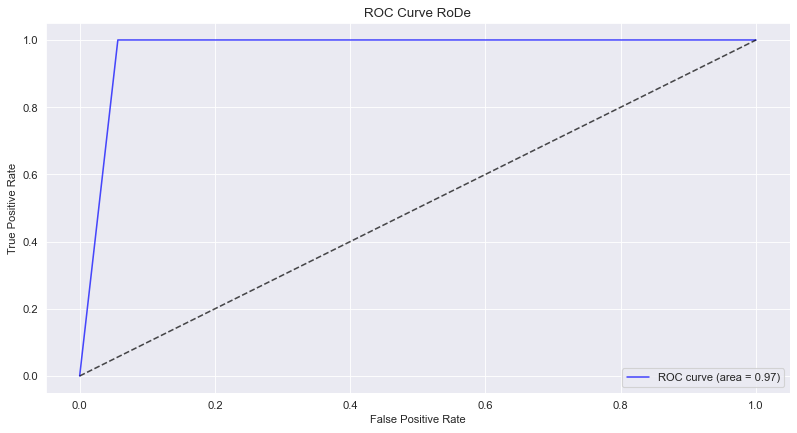 ROC Curve RoDe
True Positive Rate
1.0
0.8
0.6
0.4
0.2
0.0
ROC curve (area = 0.97)
0.0 0.2 0.4 0.6 0.8 1.0
False Positive Rate